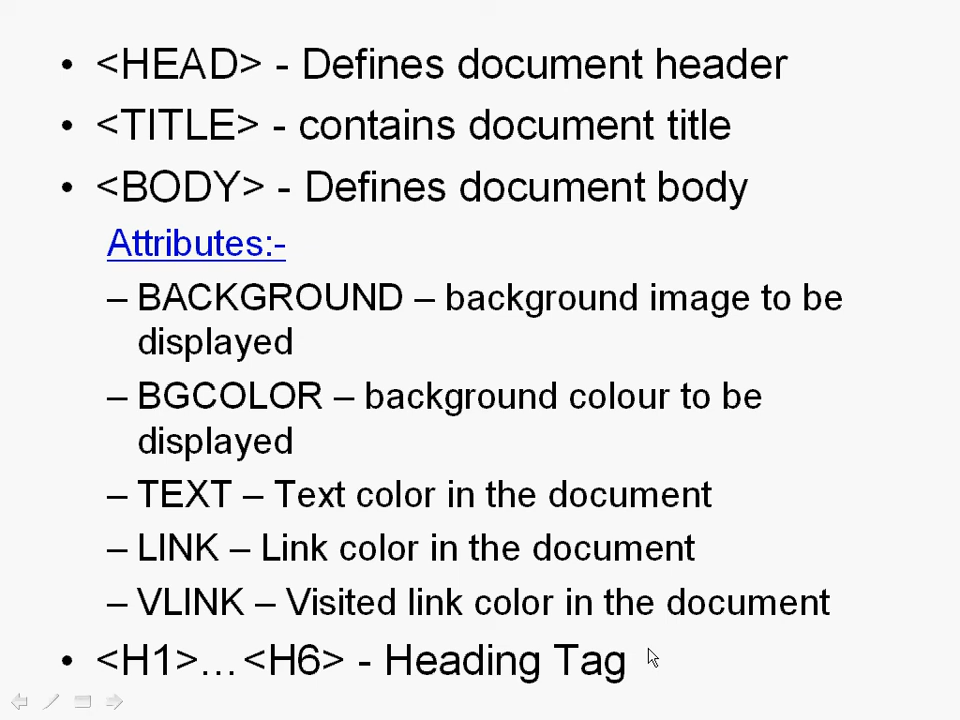 • <HEAD> - Defines document header
• <TITLE> - contains document title
• <BODY> - Defines document body
Attributes:-
– BACKGROUND – background image to be
displayed
– BGCOLOR – background colour to be
displayed
– TEXT – Text color in the document
– LINK – Link color in the document
– VLINK – Visited link color in the document
• <H1>…<H6> - Heading Tag